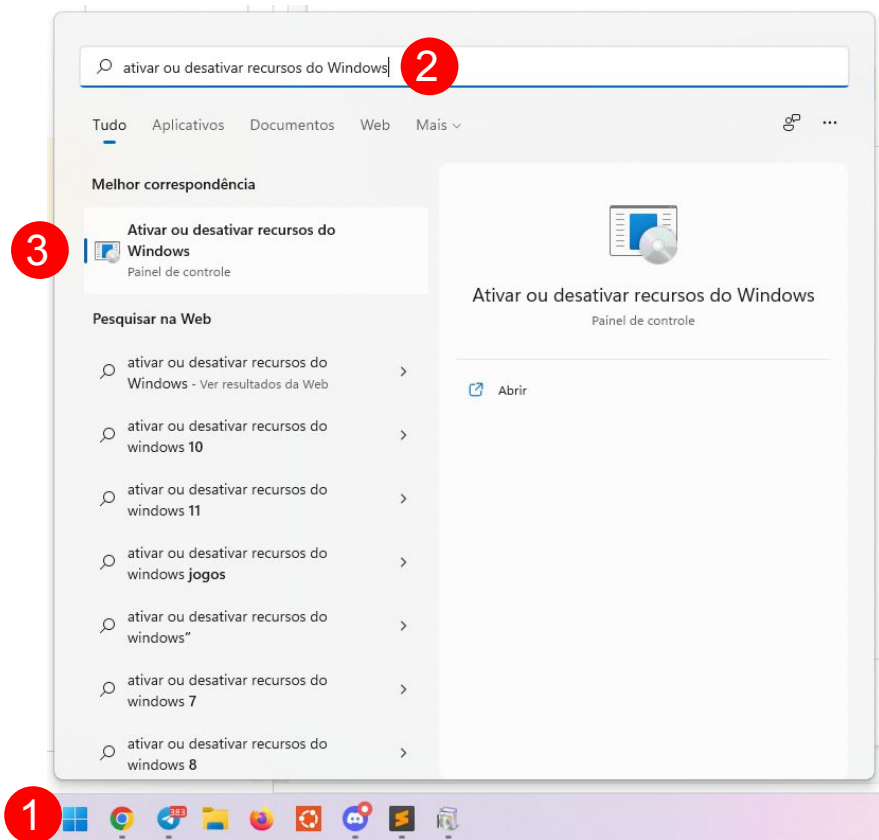 ativar ou desativar recursos do Windows
2
Tudo Aplicativos Documentos Web Mais
Melhor correspondência
3
Ativar ou desativar recursos do
Windows
Painel de controle
Pesquisar na Web
ativar ou desativar recursos do
Windows - Ver resultados da Web
ativar ou desativar recursos do
windows 10
ativar ou desativar recursos do
windows 11
ativar ou desativar recursos do
windows jogos
ativar ou desativar recursos do
windows”
ativar ou desativar recursos do
windows 7
ativar ou desativar recursos do
windows 8
Ativar ou desativar recursos do Windows
Painel de controle
Abrir
1
383